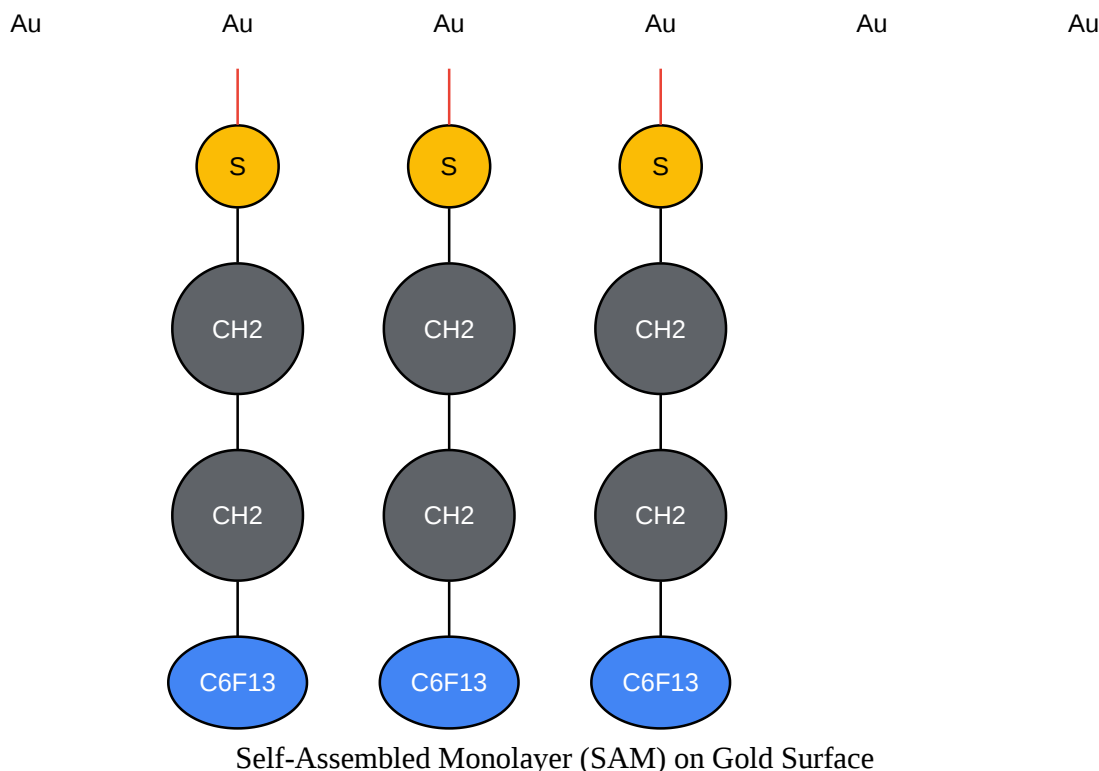 Au Au Au Au Au Au
S S S
CH2 CH2 CH2
CH2 CH2 CH2
C6F13 C6F13 C6F13
Self-Assembled Monolayer (SAM) on Gold Surface